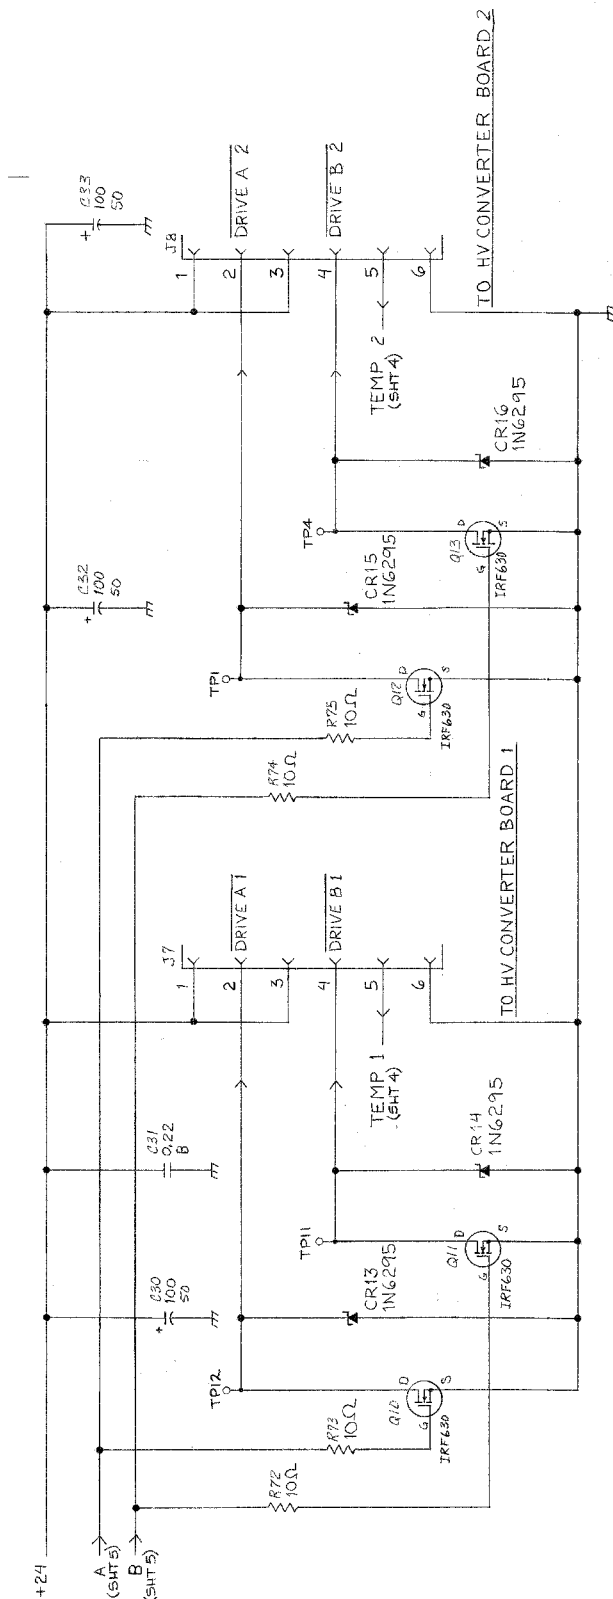 +24
A
(SHT 5)
B
(SHT 5)
R72
10Ω
R73
10Ω
C30
100
50
+
C31
0.22
B
TP12
D
Q10
G
S
IRF630
CR13
1N6295
TP11
D
Q11
G
S
IRF630
CR14
1N6295
TEMP 1
(SHT 4)
J7
1
2
3
4
5
6
DRIVE A 1
DRIVE B 1
TO HV CONVERTER BOARD 1
R74
10Ω
R75
10Ω
TP1
D
Q12
G
S
IRF630
C32
100
50
+
CR15
1N6295
TP4
D
Q13
G
S
IRF630
CR16
1N6295
TEMP 2
(SHT 4)
C33
100
50
+
J8
1
2
3
4
5
6
DRIVE A 2
DRIVE B 2
TO HV CONVERTER BOARD 2